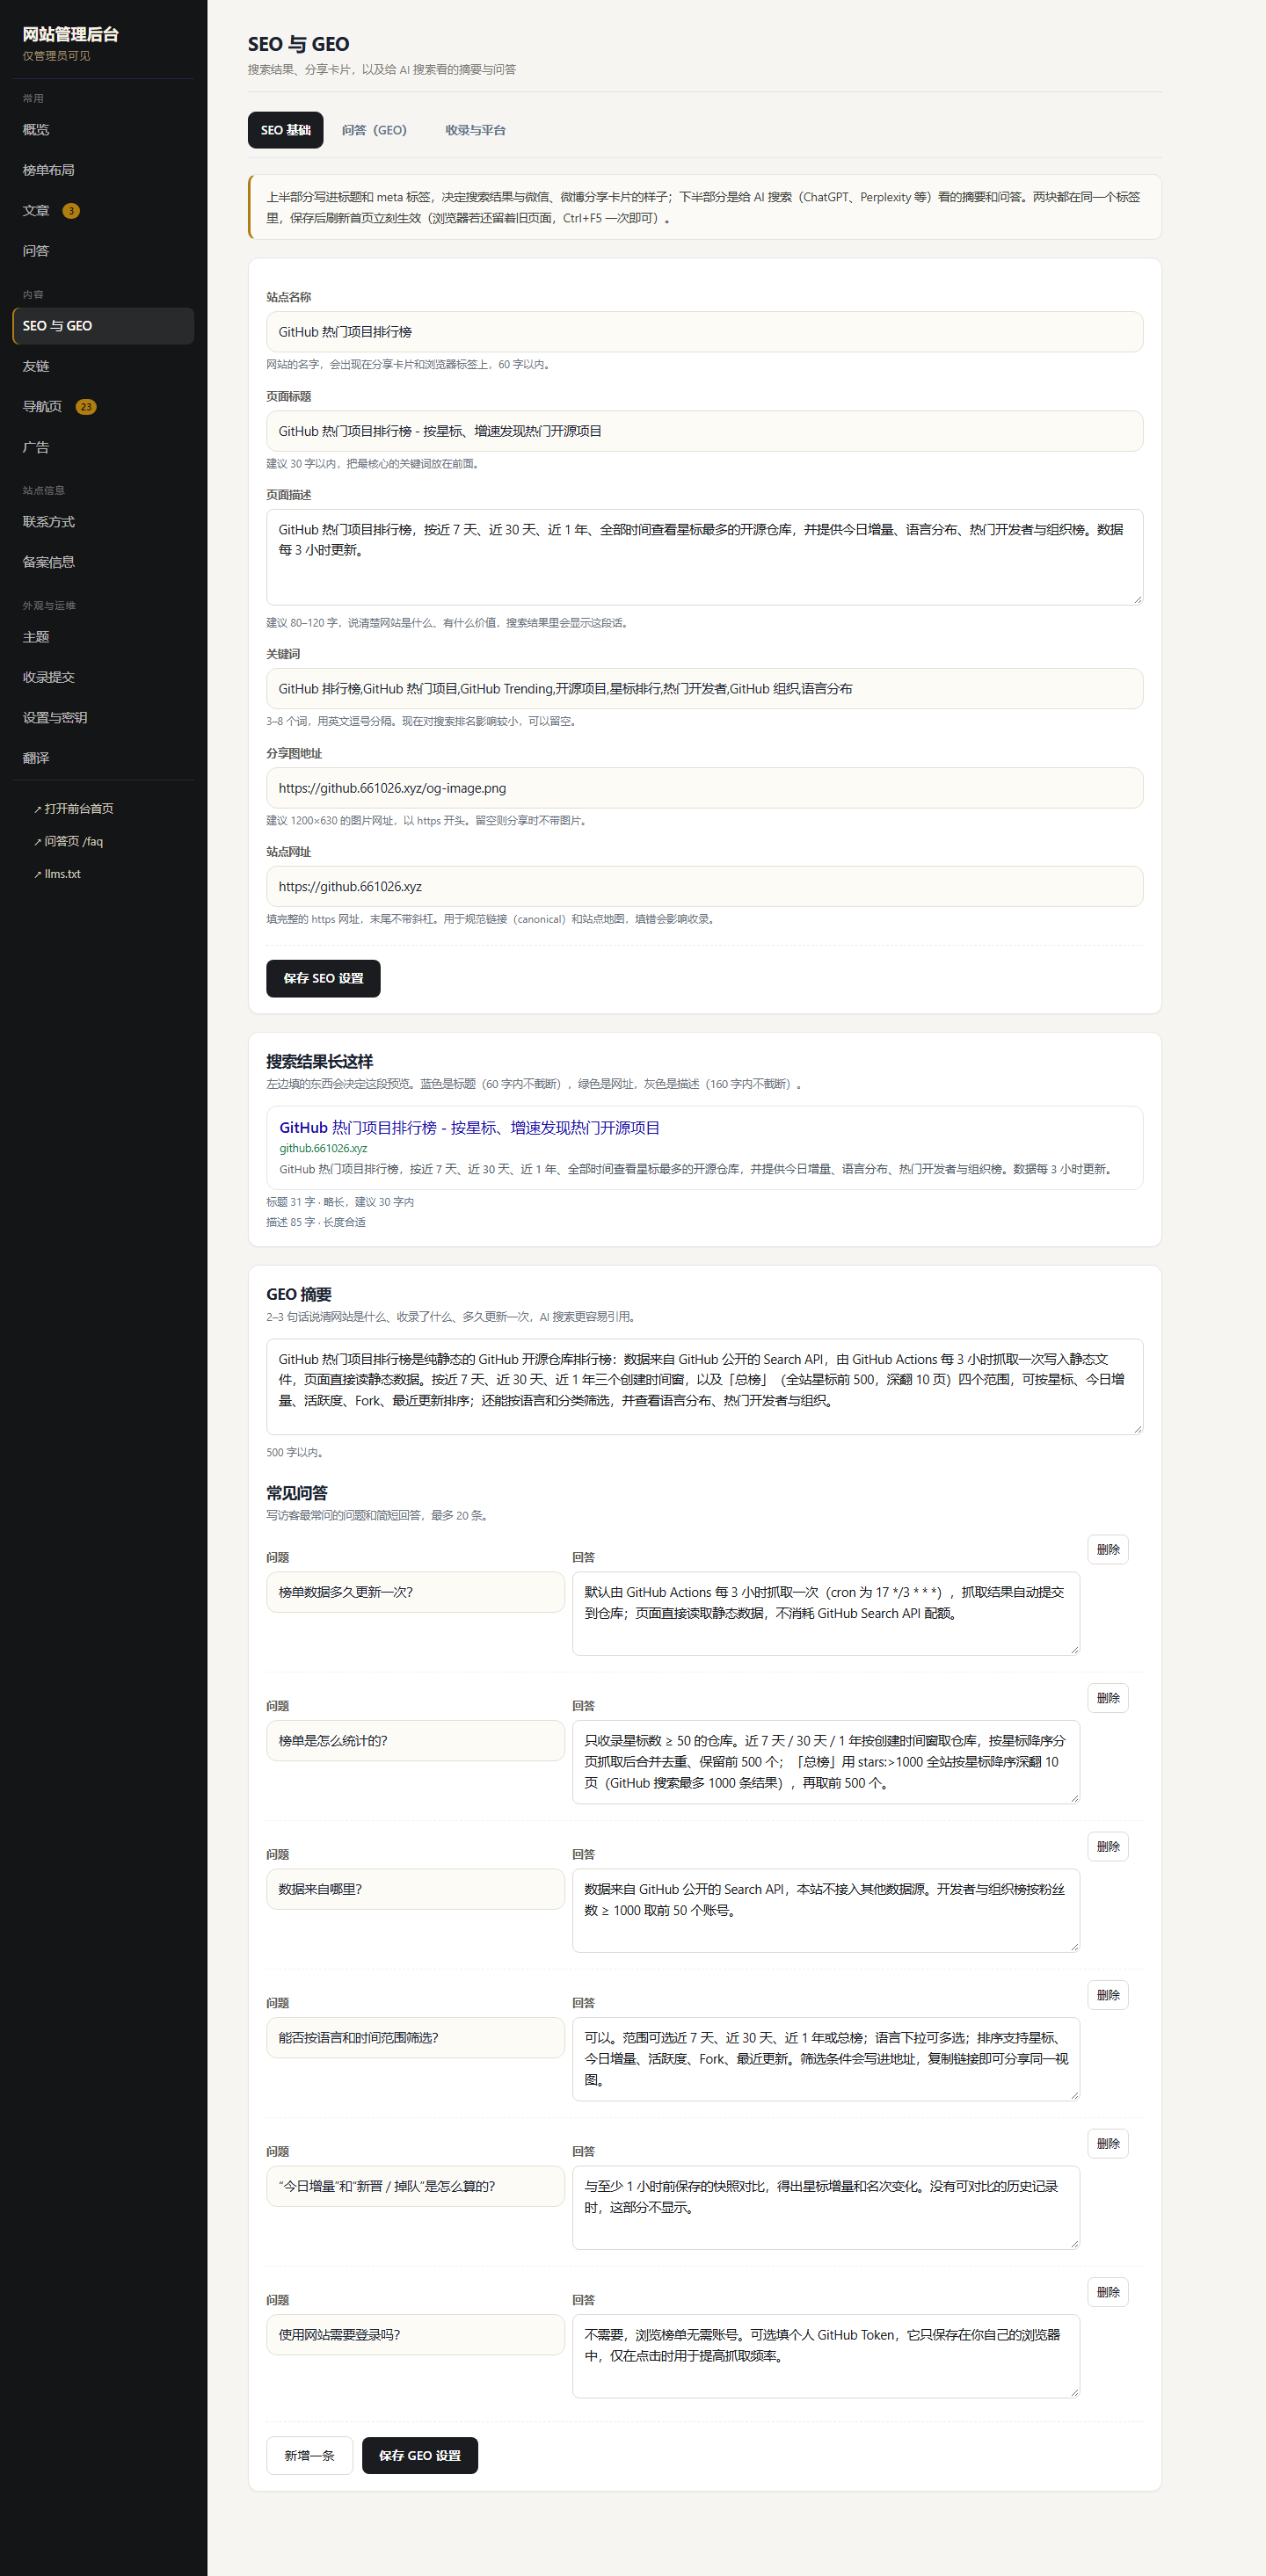 网站管理后台
仅管理员可见
常用
概览
榜单布局
文章 3
问答
内容
SEO 与 GEO
友链
导航页 23
广告
站点信息
联系方式
备案信息
外观与运维
主题
收录提交
设置与密钥
翻译
↗ 打开前台首页
↗ 问答页 /faq
↗ llms.txt
SEO 与 GEO
搜索结果、分享卡片，以及给 AI 搜索看的摘要与问答
SEO 基础 问答（GEO） 收录与平台
上半部分写进标题和 meta 标签，决定搜索结果与微信、微博分享卡片的样子；下半部分是给 AI 搜索（ChatGPT、Perplexity 等）看的摘要和问答。两块都在同一个标签
里，保存后刷新首页立刻生效（浏览器若还留着旧页面，Ctrl+F5 一次即可）。
站点名称
GitHub 热门项目排行榜
网站的名字，会出现在分享卡片和浏览器标签上，60 字以内。
页面标题
GitHub 热门项目排行榜 - 按星标、增速发现热门开源项目
建议 30 字以内，把最核心的关键词放在前面。
页面描述
GitHub 热门项目排行榜，按近 7 天、近 30 天、近 1 年、全部时间查看星标最多的开源仓库，并提供今日增量、语言分布、热门开发者与组织榜。数据
每 3 小时更新。
建议 80–120 字，说清楚网站是什么、有什么价值，搜索结果里会显示这段话。
关键词
GitHub 排行榜,GitHub 热门项目,GitHub Trending,开源项目,星标排行,热门开发者,GitHub 组织,语言分布
3–8 个词，用英文逗号分隔。现在对搜索排名影响较小，可以留空。
分享图地址
https://github.661026.xyz/og-image.png
建议 1200×630 的图片网址，以 https 开头。留空则分享时不带图片。
站点网址
https://github.661026.xyz
填完整的 https 网址，末尾不带斜杠。用于规范链接（canonical）和站点地图，填错会影响收录。
保存 SEO 设置
搜索结果长这样
左边填的东西会决定这段预览。蓝色是标题（60 字内不截断），绿色是网址，灰色是描述（160 字内不截断）。
GitHub 热门项目排行榜 - 按星标、增速发现热门开源项目
github.661026.xyz
GitHub 热门项目排行榜，按近 7 天、近 30 天、近 1 年、全部时间查看星标最多的开源仓库，并提供今日增量、语言分布、热门开发者与组织榜。数据每 3 小时更新。
标题 31 字 · 略长，建议 30 字内
描述 85 字 · 长度合适
GEO 摘要
2–3 句话说清网站是什么、收录了什么、多久更新一次，AI 搜索更容易引用。
GitHub 热门项目排行榜是纯静态的 GitHub 开源仓库排行榜：数据来自 GitHub 公开的 Search API，由 GitHub Actions 每 3 小时抓取一次写入静态文
件，页面直接读静态数据。按近 7 天、近 30 天、近 1 年三个创建时间窗，以及「总榜」（全站星标前 500，深翻 10 页）四个范围，可按星标、今日增
量、活跃度、Fork、最近更新排序；还能按语言和分类筛选，并查看语言分布、热门开发者与组织。
500 字以内。
常见问答
写访客最常问的问题和简短回答，最多 20 条。
问题 回答 删除
榜单数据多久更新一次？
默认由 GitHub Actions 每 3 小时抓取一次（cron 为 17 */3 * * *），抓取结果自动提交
到仓库；页面直接读取静态数据，不消耗 GitHub Search API 配额。
问题 回答 删除
榜单是怎么统计的？
只收录星标数 ≥ 50 的仓库。近 7 天 / 30 天 / 1 年按创建时间窗取仓库，按星标降序分
页抓取后合并去重、保留前 500 个；「总榜」用 stars:>1000 全站按星标降序深翻 10
页（GitHub 搜索最多 1000 条结果），再取前 500 个。
问题 回答 删除
数据来自哪里？
数据来自 GitHub 公开的 Search API，本站不接入其他数据源。开发者与组织榜按粉丝
数 ≥ 1000 取前 50 个账号。
问题 回答 删除
能否按语言和时间范围筛选？
可以。范围可选近 7 天、近 30 天、近 1 年或总榜；语言下拉可多选；排序支持星标、
今日增量、活跃度、Fork、最近更新。筛选条件会写进地址，复制链接即可分享同一视
图。
问题 回答 删除
“今日增量”和“新晋 / 掉队”是怎么算的？
与至少 1 小时前保存的快照对比，得出星标增量和名次变化。没有可对比的历史记录
时，这部分不显示。
问题 回答 删除
使用网站需要登录吗？
不需要，浏览榜单无需账号。可选填个人 GitHub Token，它只保存在你自己的浏览器
中，仅在点击时用于提高抓取频率。
新增一条 保存 GEO 设置